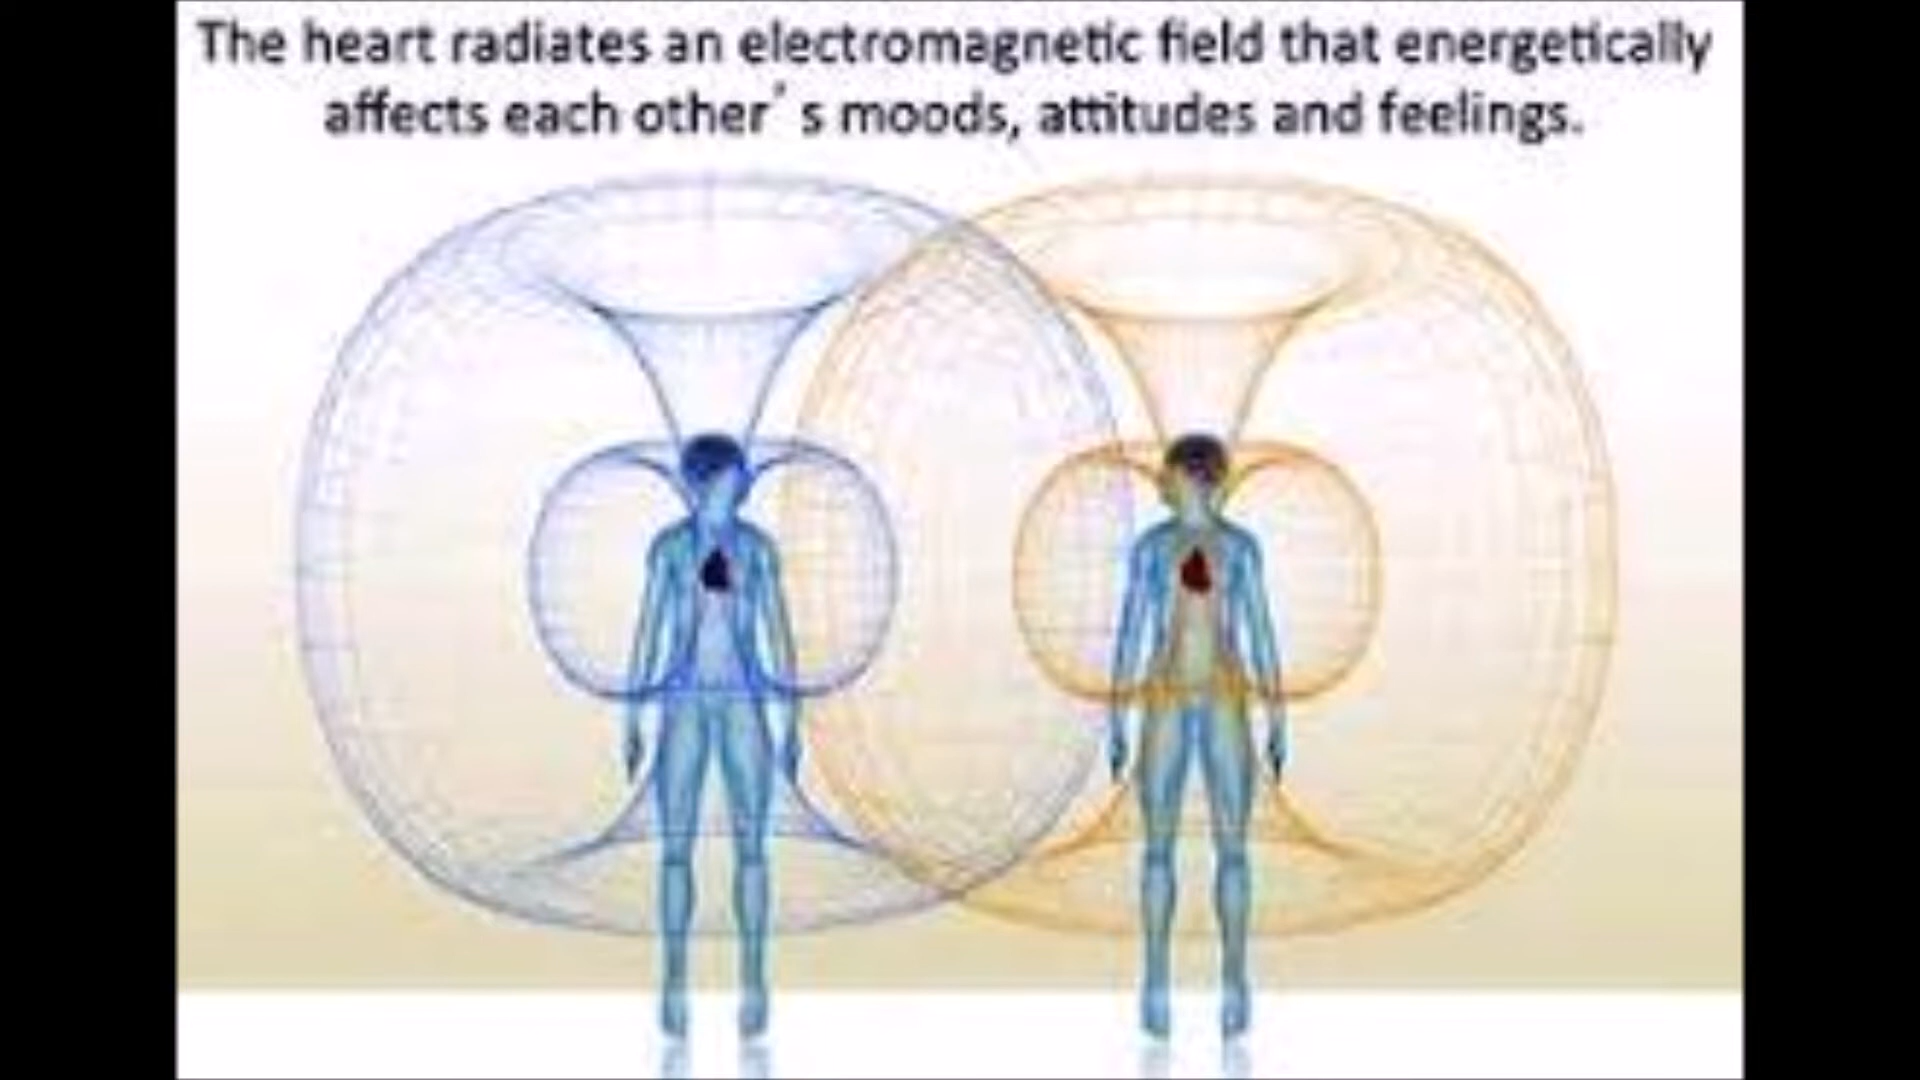 The heart radiates an electromagnetic field that energetically
affects each other's moods, attitudes and feelings.